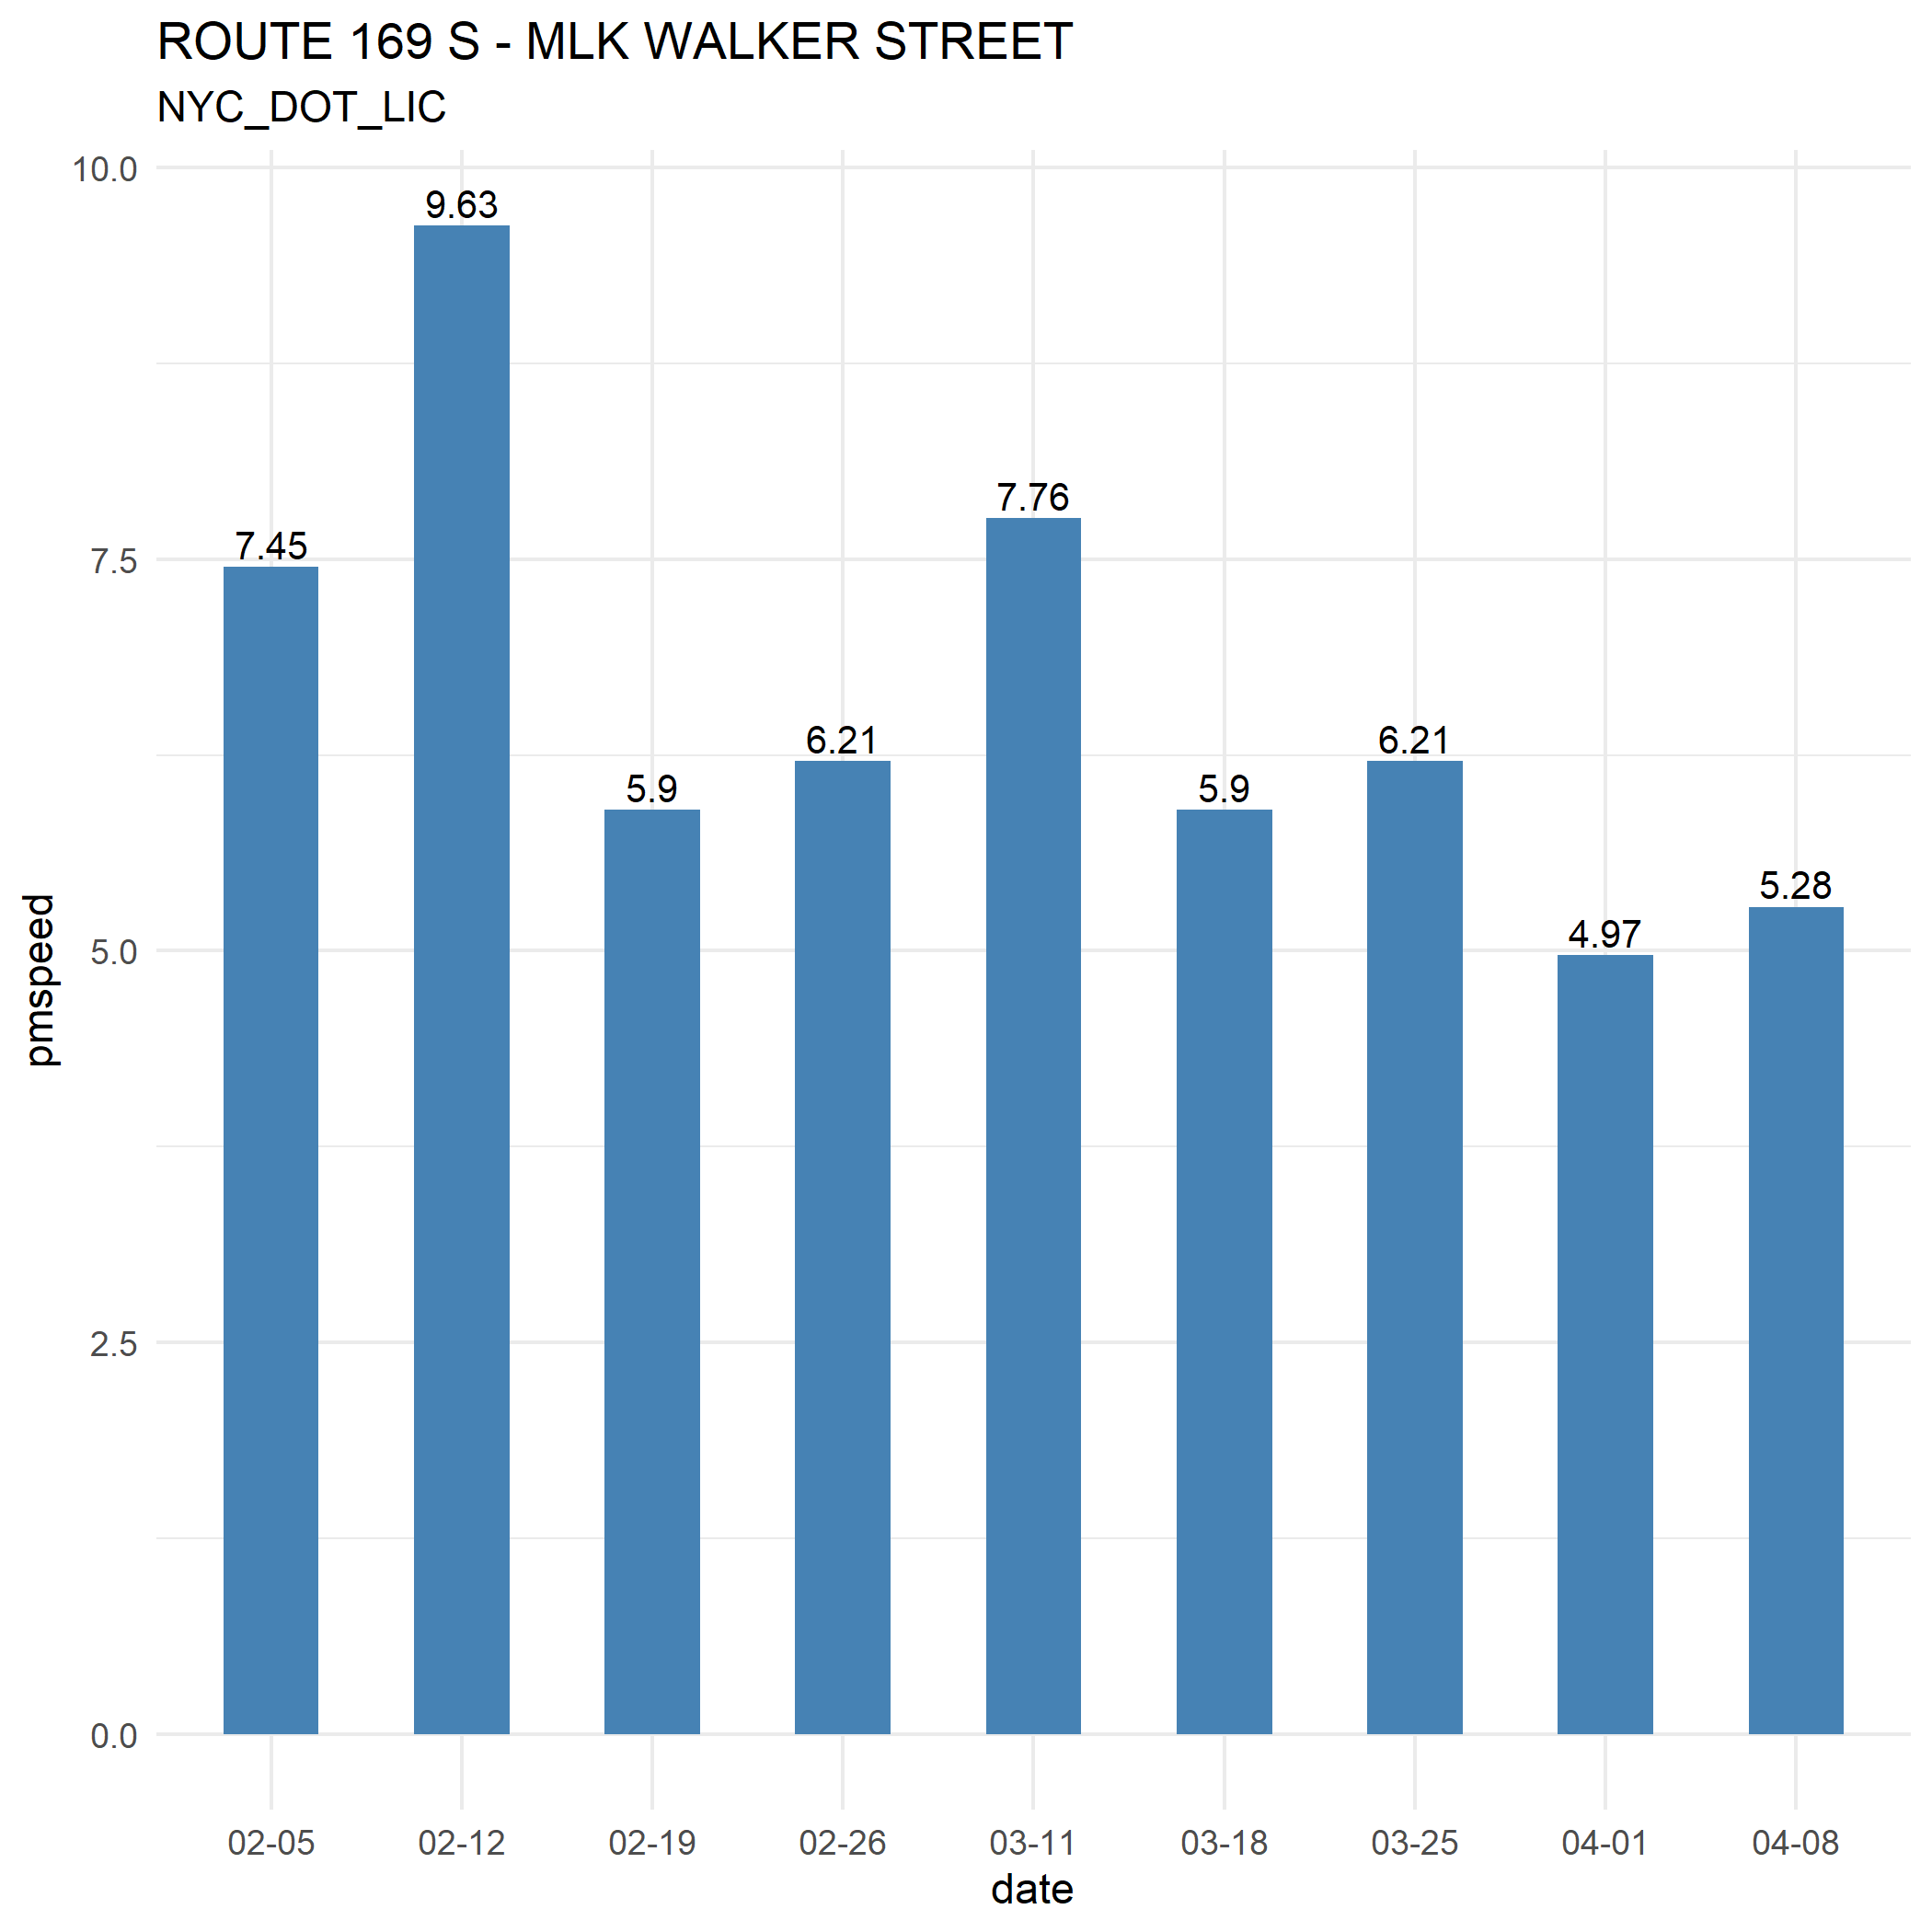 ROUTE 169 S - MLK WALKER STREET
NYC_DOT_LIC
pmspeed
10.0
7.5
5.0
2.5
0.0
7.45
9.63
5.9
6.21
7.76
5.9
6.21
4.97
5.28
02-05 02-12 02-19 02-26 03-11 03-18 03-25 04-01 04-08
date